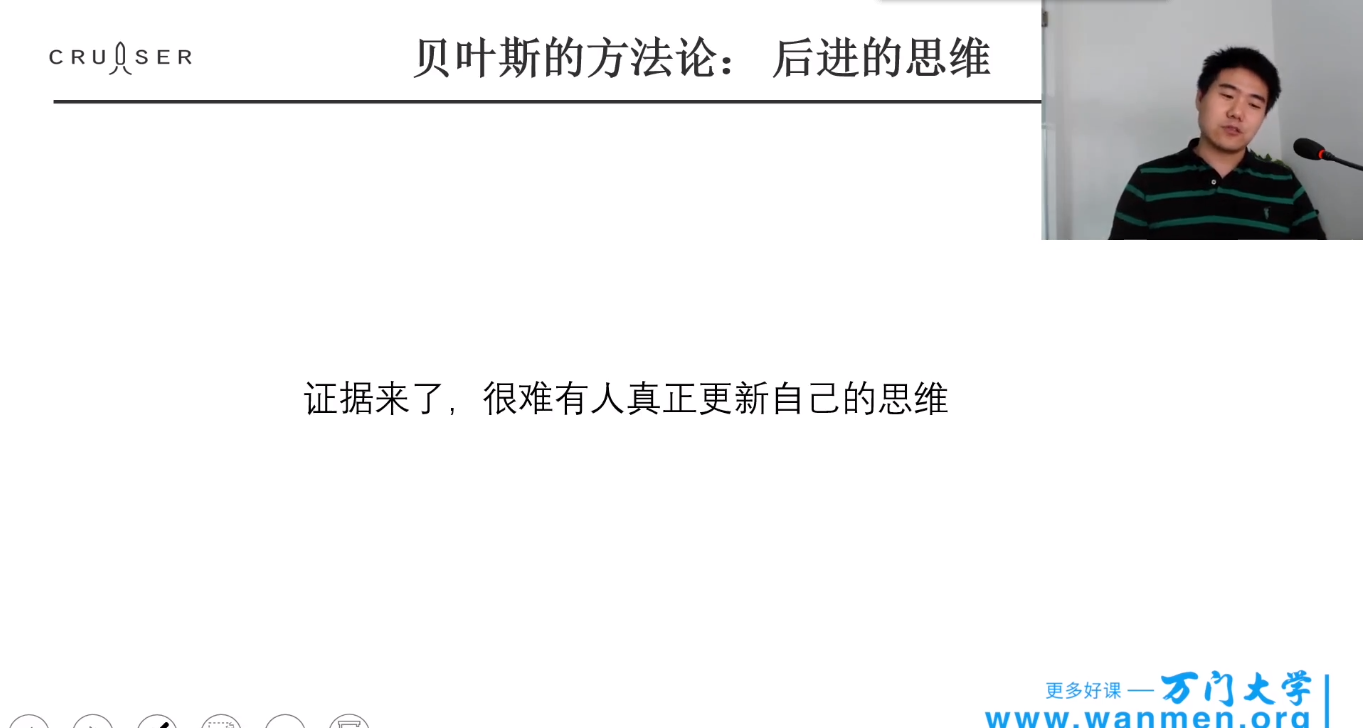 CRUISER
贝叶斯的方法论： 后进的思维
证据来了，很难有人真正更新自己的思维
更多好课 — 万门大学
www.wanmen.org